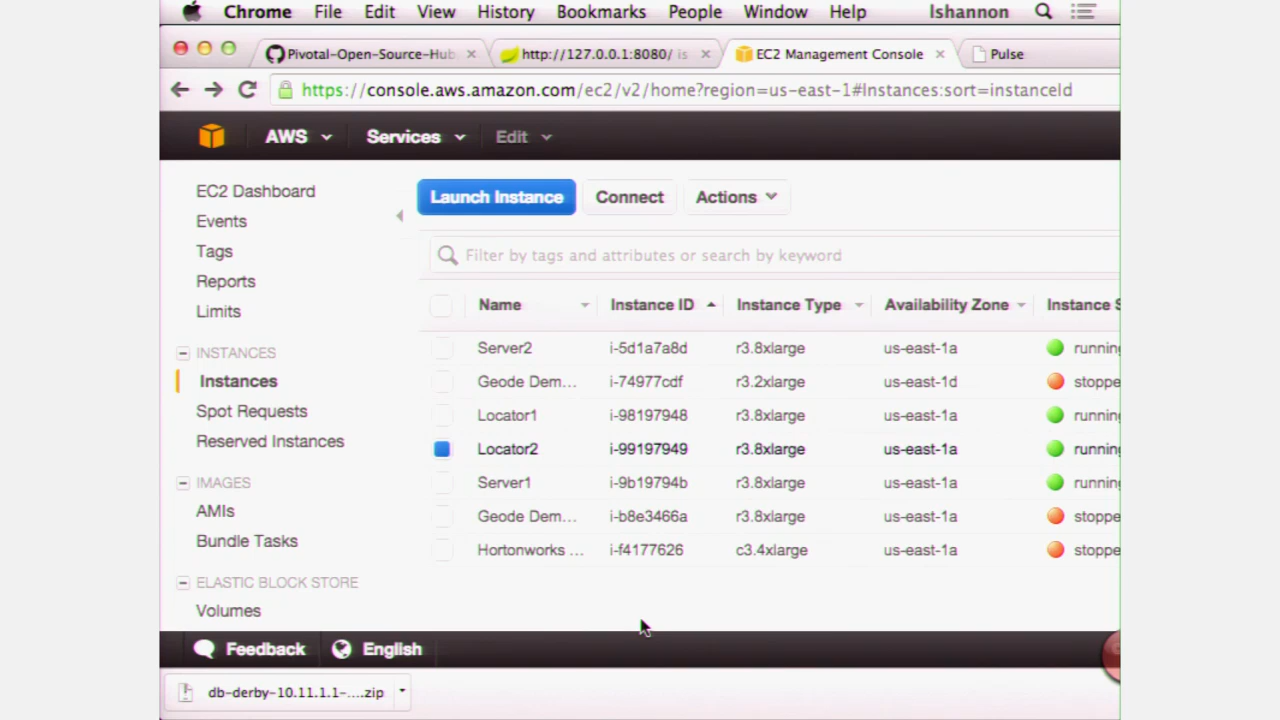 Chrome File Edit View History Bookmarks People Window Help lshannon
Pivotal-Open-Source-Hub × http://127.0.0.1:8080/ is × EC2 Management Console × Pulse
https://console.aws.amazon.com/ec2/v2/home?region=us-east-1#Instances:sort=instanceId
AWS Services Edit
EC2 Dashboard
Events
Tags
Reports
Limits
INSTANCES
Instances
Spot Requests
Reserved Instances
IMAGES
AMIs
Bundle Tasks
ELASTIC BLOCK STORE
Volumes
Launch Instance Connect Actions
Filter by tags and attributes or search by keyword
Name Instance ID Instance Type Availability Zone Instance S
Server2 i-5d1a7a8d r3.8xlarge us-east-1a running
Geode Dem... i-74977cdf r3.2xlarge us-east-1d stoppe
Locator1 i-98197948 r3.8xlarge us-east-1a running
Locator2 i-99197949 r3.8xlarge us-east-1a running
Server1 i-9b19794b r3.8xlarge us-east-1a running
Geode Dem... i-b8e3466a r3.8xlarge us-east-1a stoppe
Hortonworks ... i-f4177626 c3.4xlarge us-east-1a stoppe
Feedback English
db-derby-10.11.1.1-....zip